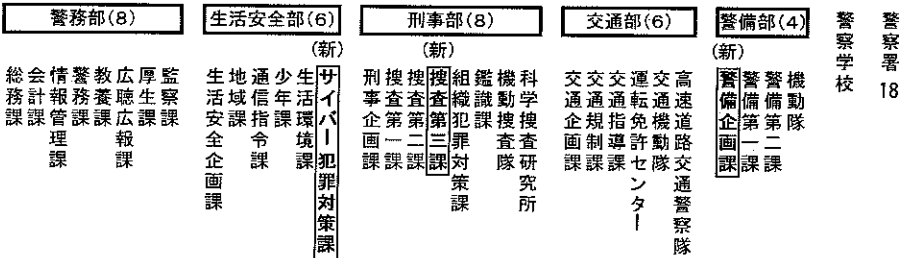 警務部(8)
総務課
会計課
情報管理課
警務課
教養課
広聴広報課
厚生課
監察課
生活安全部(6)
(新)
生活安全企画課
地域課
通信指令課
少年課
生活環境課
サイバー犯罪対策課
刑事部(8)
(新)
刑事企画課
捜査第一課
捜査第二課
捜査第三課
組織犯罪対策課
鑑識課
機動捜査隊
科学捜査研究所
交通部(6)
交通企画課
交通規制課
交通指導課
運転免許センター
交通機動隊
高速道路交通警察隊
警備部(4)
(新)
警備企画課
警備第一課
警備第二課
機動隊
警察学校
警察署 18